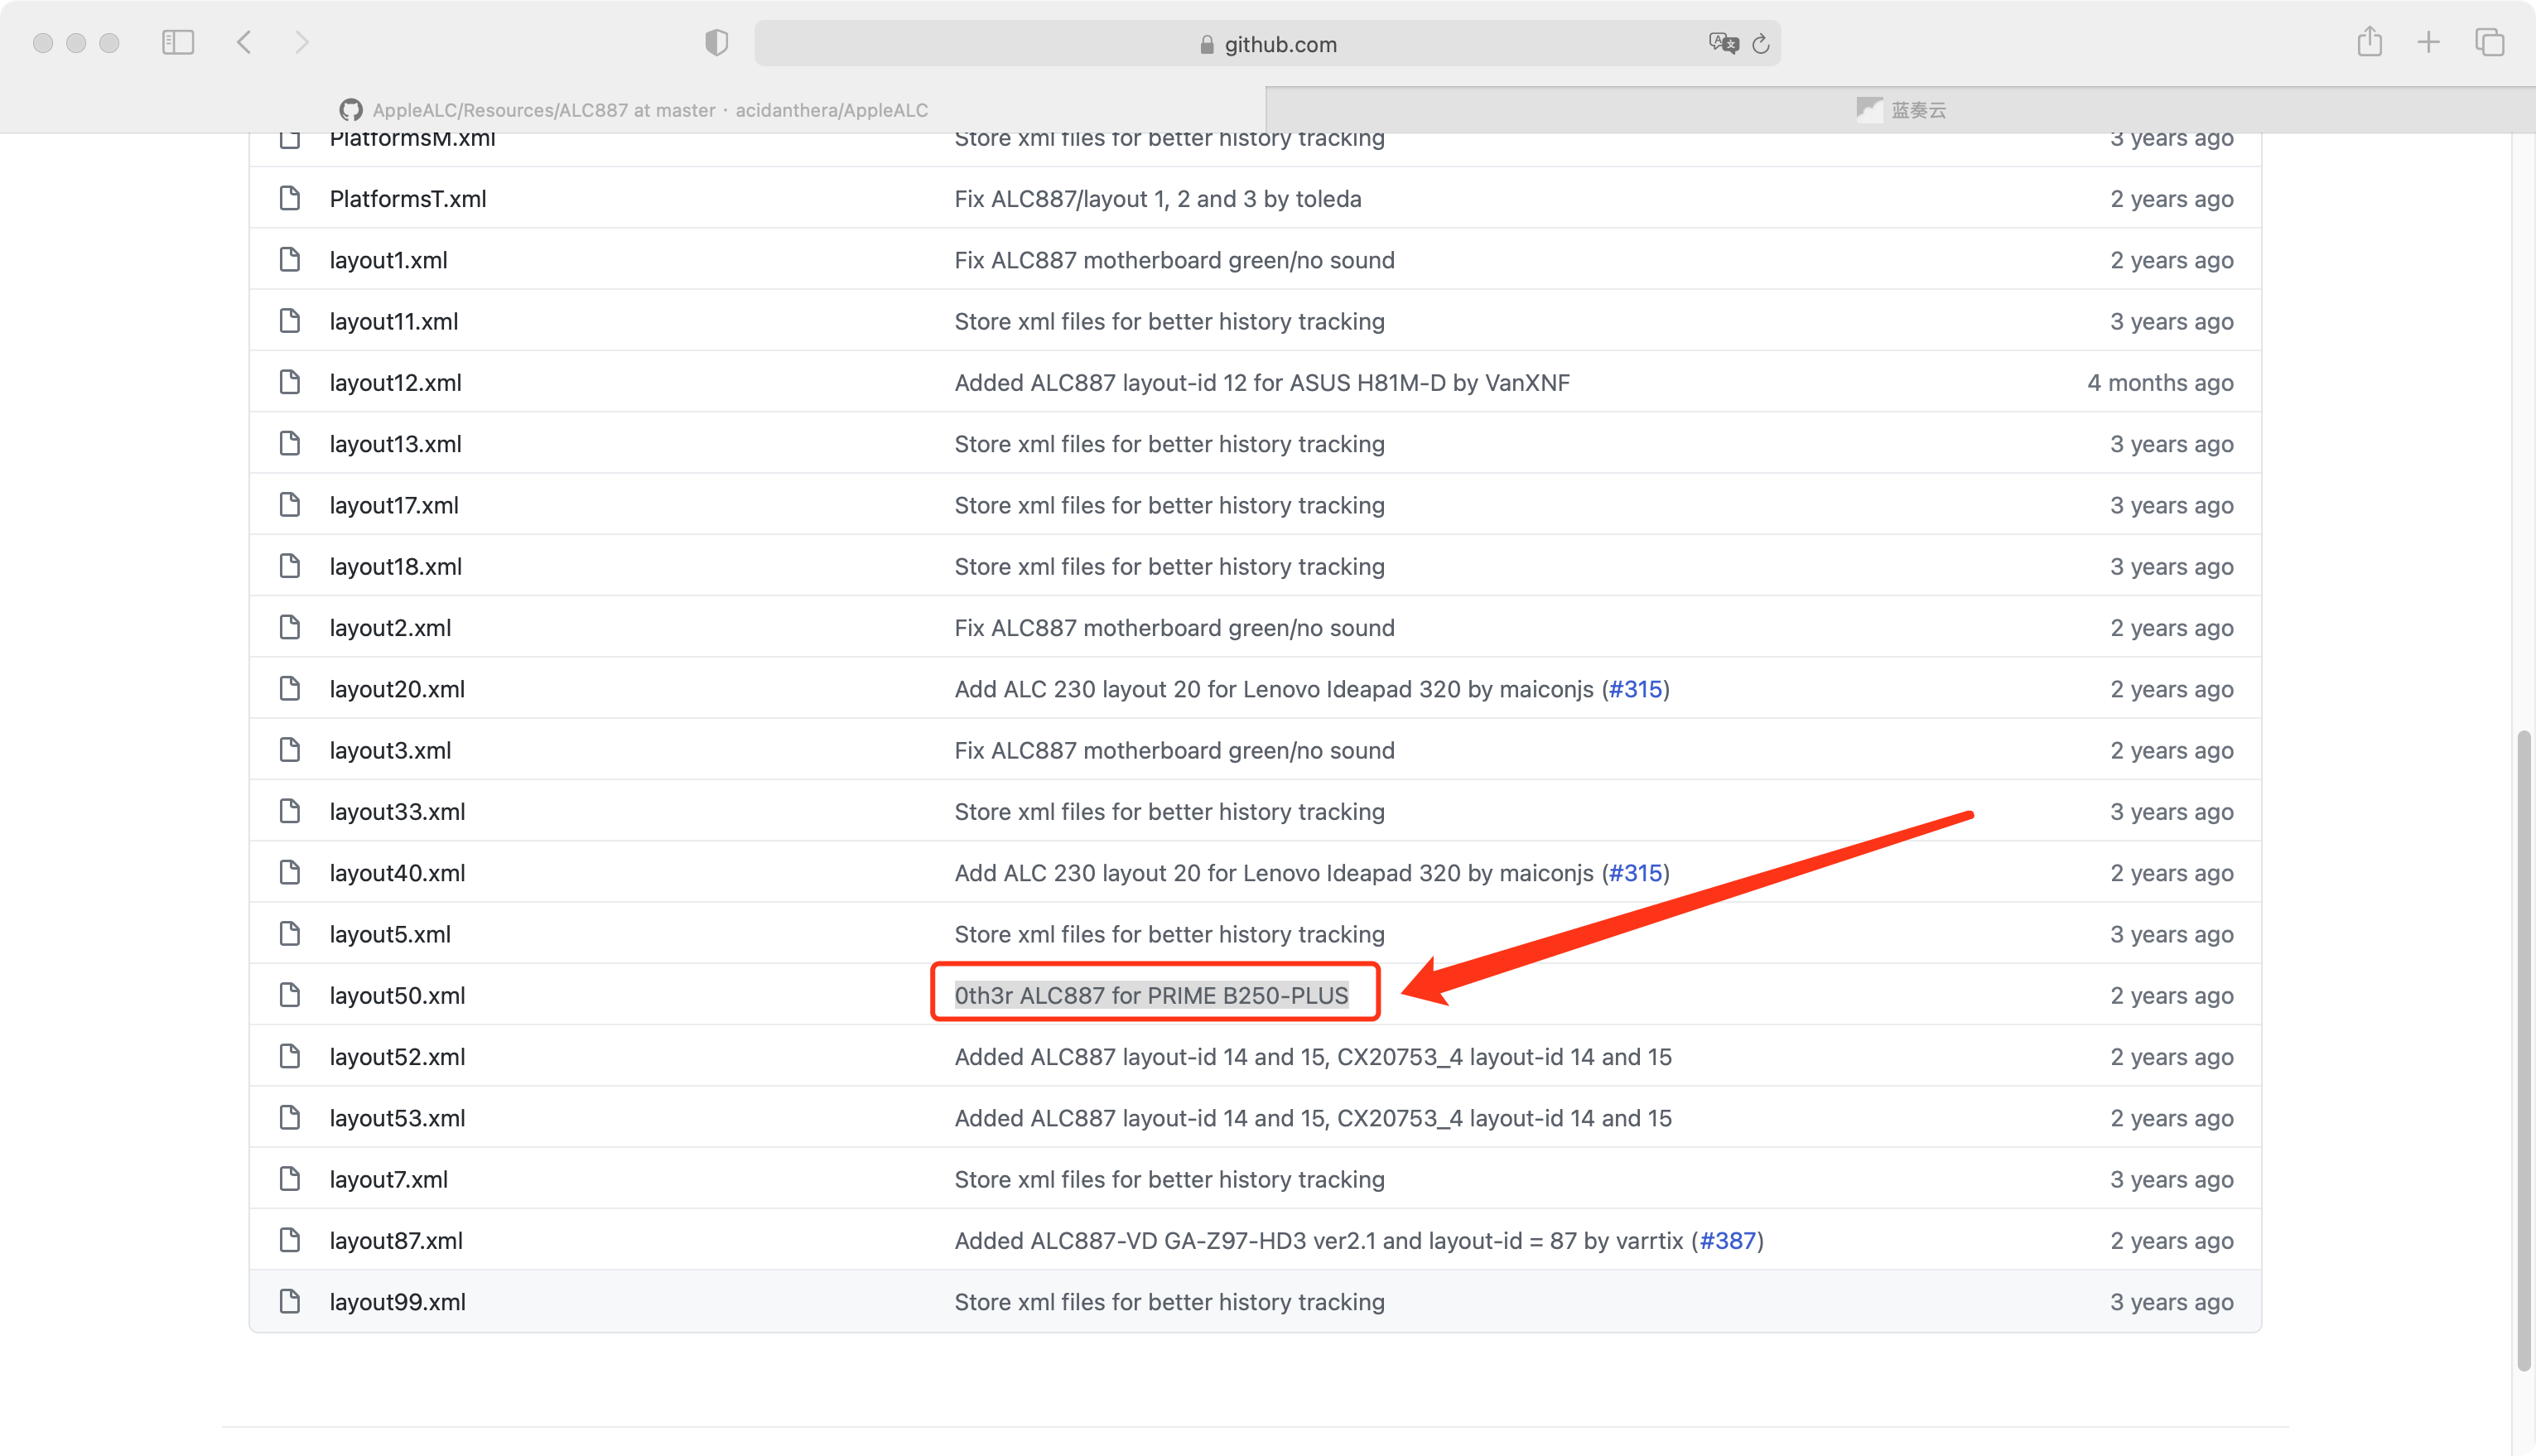 github.com
AppleALC/Resources/ALC887 at master · acidanthera/AppleALC
蓝奏云
PlatformsM.xml Store xml files for better history tracking 3 years ago
PlatformsT.xml Fix ALC887/layout 1, 2 and 3 by toleda 2 years ago
layout1.xml Fix ALC887 motherboard green/no sound 2 years ago
layout11.xml Store xml files for better history tracking 3 years ago
layout12.xml Added ALC887 layout-id 12 for ASUS H81M-D by VanXNF 4 months ago
layout13.xml Store xml files for better history tracking 3 years ago
layout17.xml Store xml files for better history tracking 3 years ago
layout18.xml Store xml files for better history tracking 3 years ago
layout2.xml Fix ALC887 motherboard green/no sound 2 years ago
layout20.xml Add ALC 230 layout 20 for Lenovo Ideapad 320 by maiconjs (#315) 2 years ago
layout3.xml Fix ALC887 motherboard green/no sound 2 years ago
layout33.xml Store xml files for better history tracking 3 years ago
layout40.xml Add ALC 230 layout 20 for Lenovo Ideapad 320 by maiconjs (#315) 2 years ago
layout5.xml Store xml files for better history tracking 3 years ago
layout50.xml 0th3r ALC887 for PRIME B250-PLUS 2 years ago
layout52.xml Added ALC887 layout-id 14 and 15, CX20753_4 layout-id 14 and 15 2 years ago
layout53.xml Added ALC887 layout-id 14 and 15, CX20753_4 layout-id 14 and 15 2 years ago
layout7.xml Store xml files for better history tracking 3 years ago
layout87.xml Added ALC887-VD GA-Z97-HD3 ver2.1 and layout-id = 87 by varrtix (#387) 2 years ago
layout99.xml Store xml files for better history tracking 3 years ago